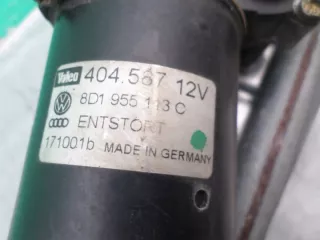 Valeo 404.567 12V
8D1 955 113 C
ENTSTÖRT
171001b MADE IN GERMANY